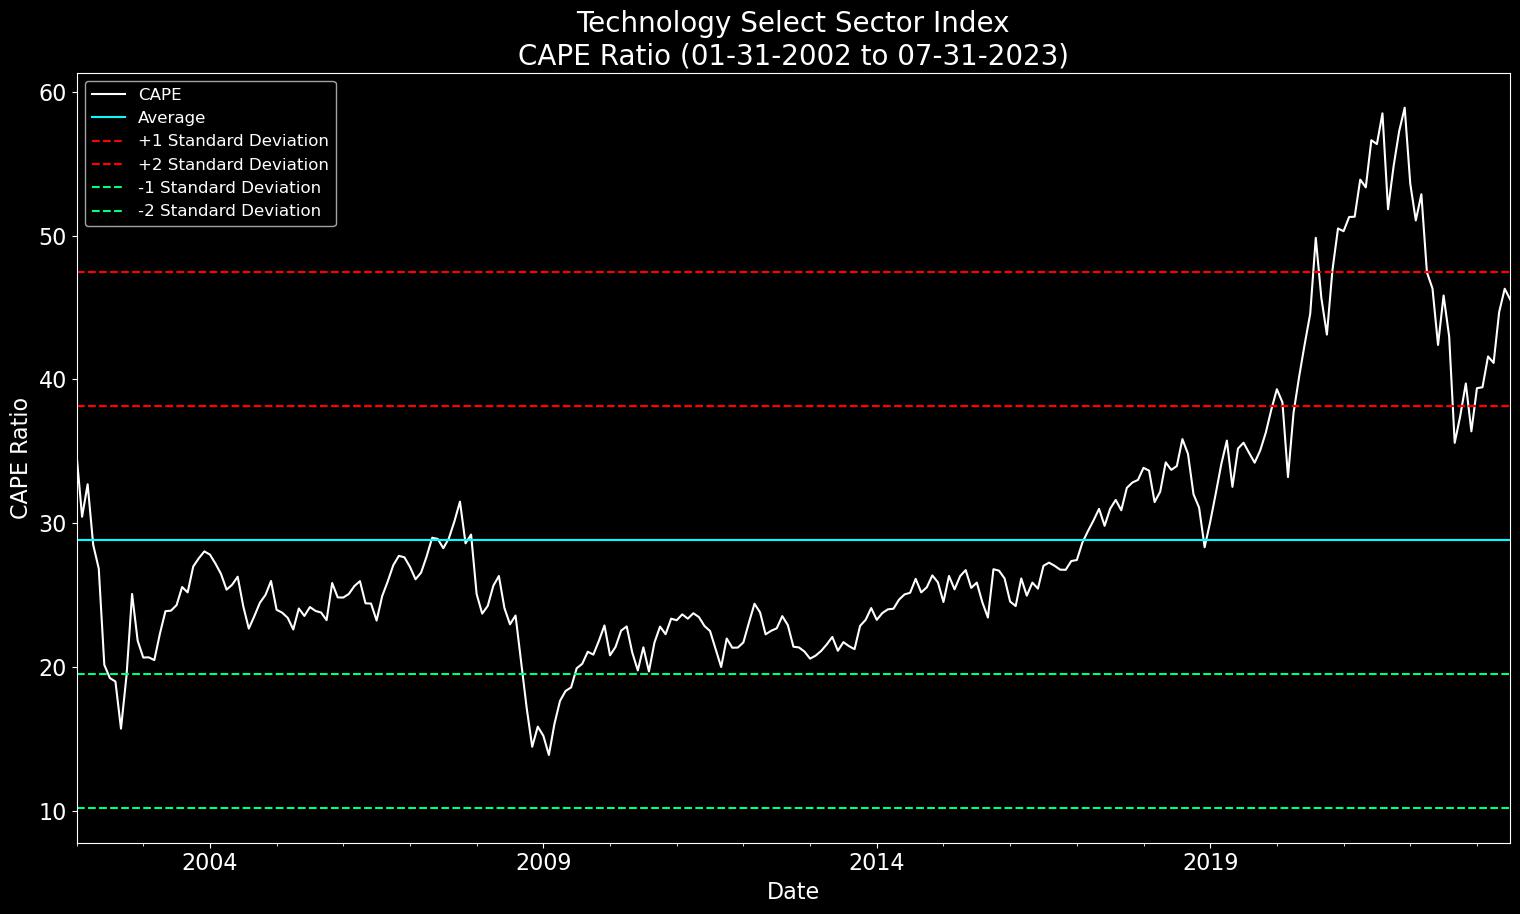 Technology Select Sector Index
CAPE Ratio (01-31-2002 to 07-31-2023)
CAPE
Average
+1 Standard Deviation
+2 Standard Deviation
-1 Standard Deviation
-2 Standard Deviation
CAPE Ratio
60
50
40
30
20
10
2004
2009
2014
2019
Date